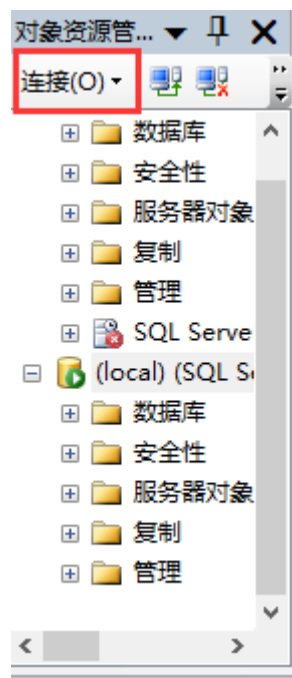 对象资源管...
连接(O)
数据库
安全性
服务器对象
复制
管理
SQL Serve
(local) (SQL S
数据库
安全性
服务器对象
复制
管理